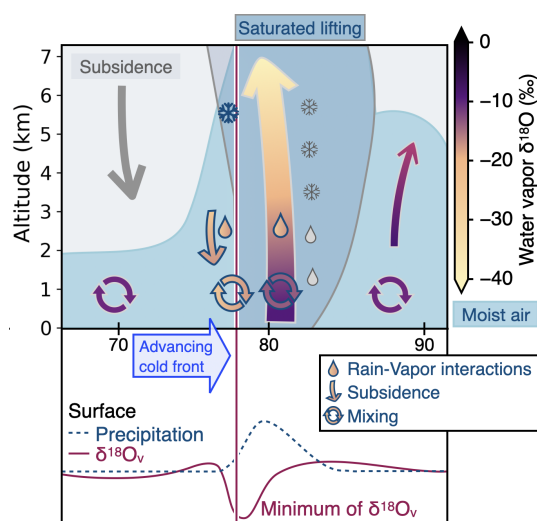 Saturated lifting
Subsidence
Altitude (km)
7
6
5
4
3
2
1
0
70
80
90
0
−10
−20
−30
−40
Water vapor δ¹⁸O (‰)
Moist air
Advancing
cold front
Rain-Vapor interactions
Subsidence
Mixing
Surface
Precipitation
δ¹⁸Oᵥ
Minimum of δ¹⁸Oᵥ